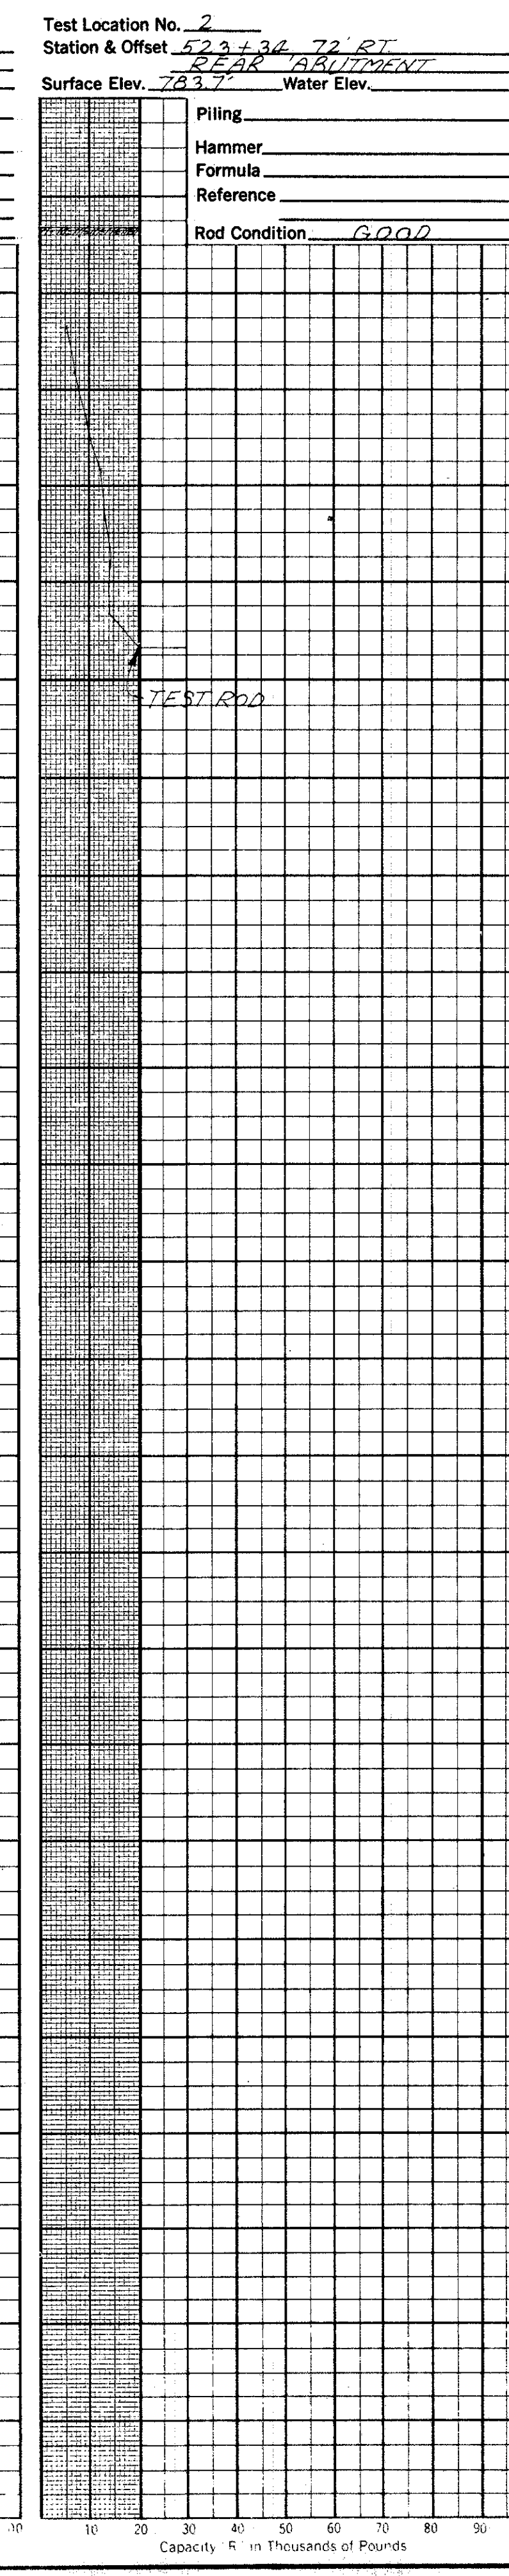 Test Location No. 2
Station & Offset 523+34 72' RT.
REAR ABUTMENT
Surface Elev. 783.7' Water Elev.
Piling
Hammer
Formula
Reference
Rod Condition GOOD
TEST ROD
10 20 30 40 50 60 70 80 90
Capacity "R" in Thousands of Pounds